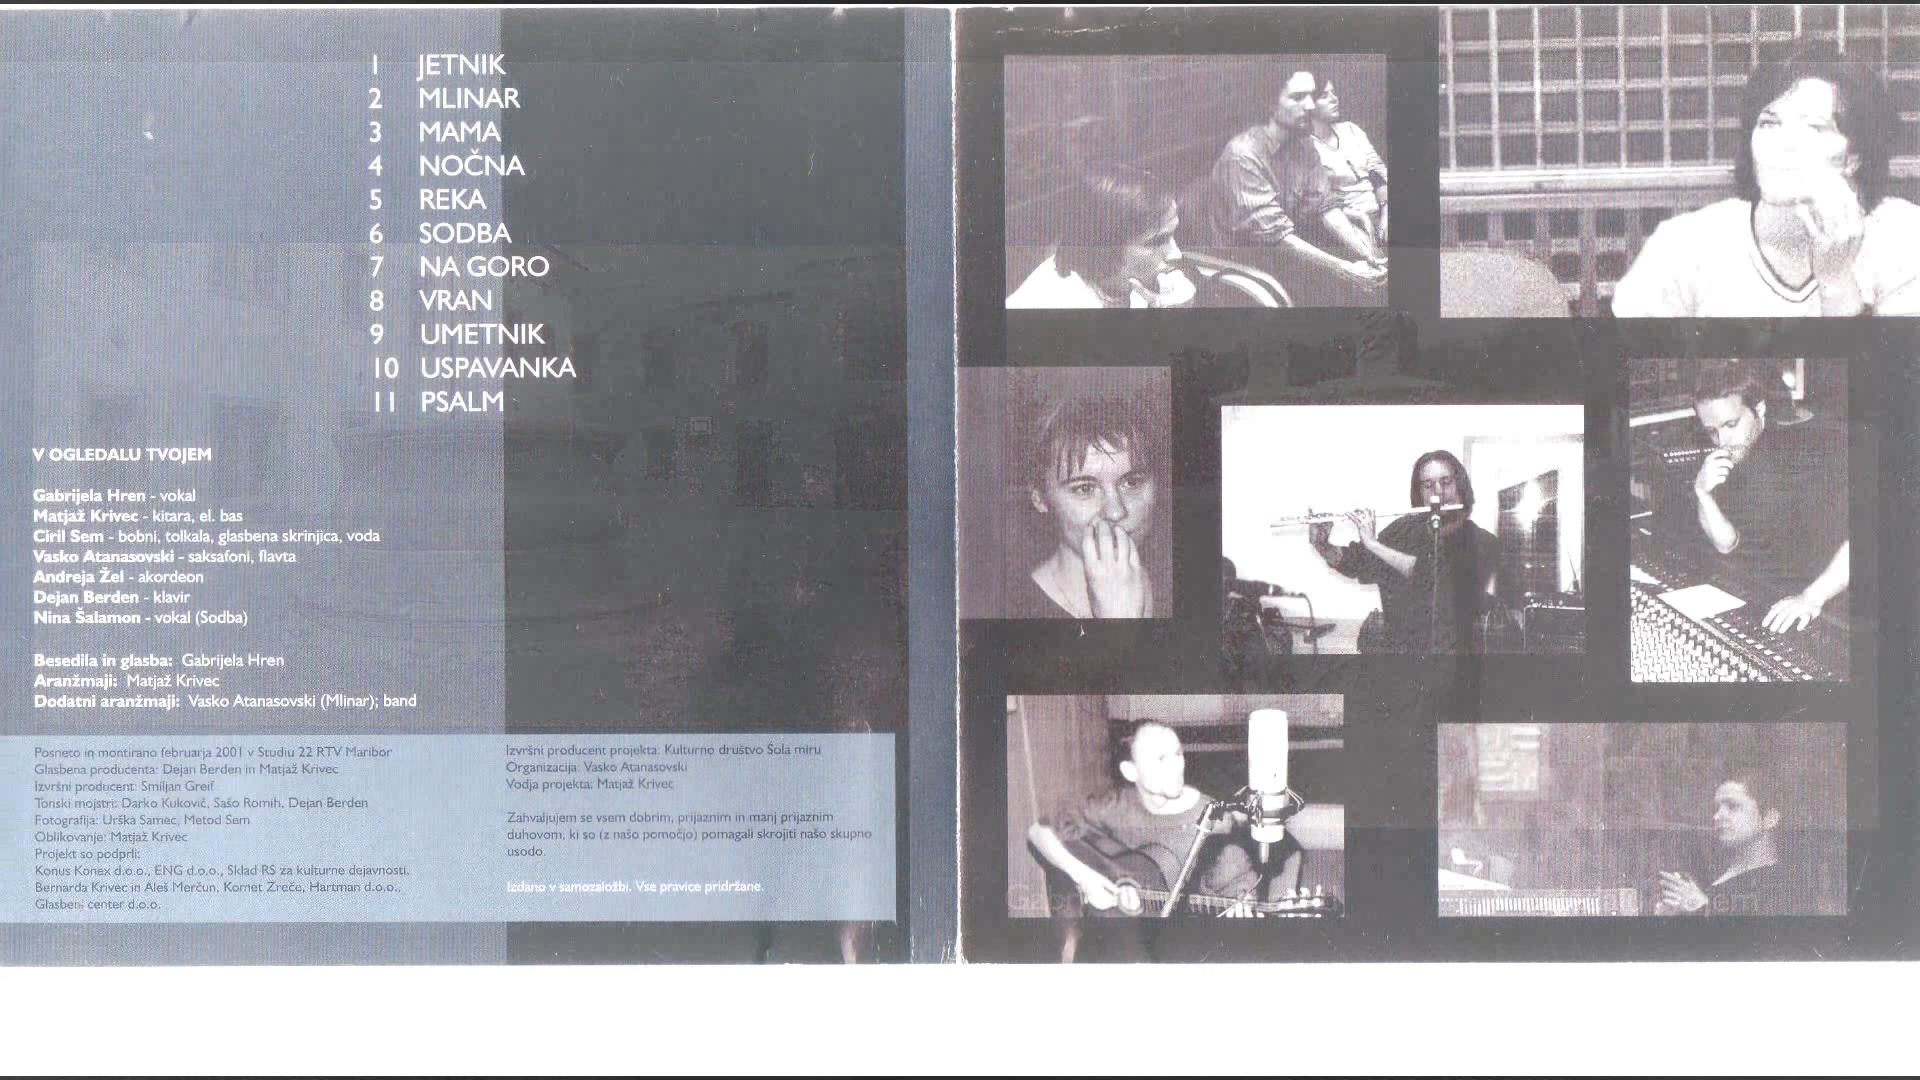 1 JETNIK
2 MLINAR
3 MAMA
4 NOČNA
5 REKA
6 SODBA
7 NA GORO
8 VRAN
9 UMETNIK
10 USPAVANKA
11 PSALM
V OGLEDALU TVOJEM
Gabrijela Hren - vokal
Matjaž Krivec - kitara, el. bas
Ciril Sem - bobni, tolkala, glasbena skrinjica, voda
Vasko Atanasovski - saksafoni, flavta
Andreja Žel - akordeon
Dejan Berden - klavir
Nina Šalamon - vokal (Sodba)
Besedila in glasba: Gabrijela Hren
Aranžmaji: Matjaž Krivec
Dodatni aranžmaji: Vasko Atanasovski (Mlinar); band
Posneto in montirano februarja 2001 v Studiu 22 RTV Maribor
Glasbena producenta: Dejan Berden in Matjaž Krivec
Izvršni producent: Smiljan Greif
Tonski mojstri: Darko Kukovič, Sašo Romih, Dejan Berden
Fotografija: Urška Samec, Metod Sem
Oblikovanje: Matjaž Krivec
Projekt so podprli:
Konus Konex d.o.o., ENG d.o.o., Sklad RS za kulturne dejavnosti,
Bernarda Krivec in Aleš Merčun, Komet Zreče, Hartman d.o.o.,
Glasbeni center d.o.o.
Izvršni producent projekta: Kulturno društvo Šola miru
Organizacija: Vasko Atanasovski
Vodja projekta: Matjaž Krivec
Zahvaljujem se vsem dobrim, prijaznim in manj prijaznim
duhovom, ki so (z našo pomočjo) pomagali skrojiti našo skupno
usodo.
Izdano v samozaložbi. Vse pravice pridržane.